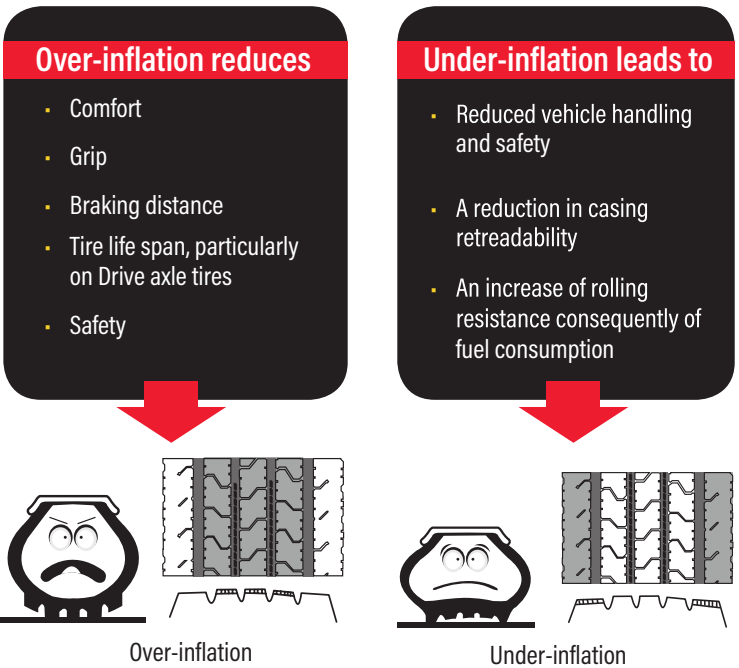 Over-inflation reduces
· Comfort
· Grip
· Braking distance
· Tire life span, particularly
on Drive axle tires
· Safety
Under-inflation leads to
· Reduced vehicle handling
and safety
· A reduction in casing
retreadability
· An increase of rolling
resistance consequently of
fuel consumption
Over-inflation
Under-inflation